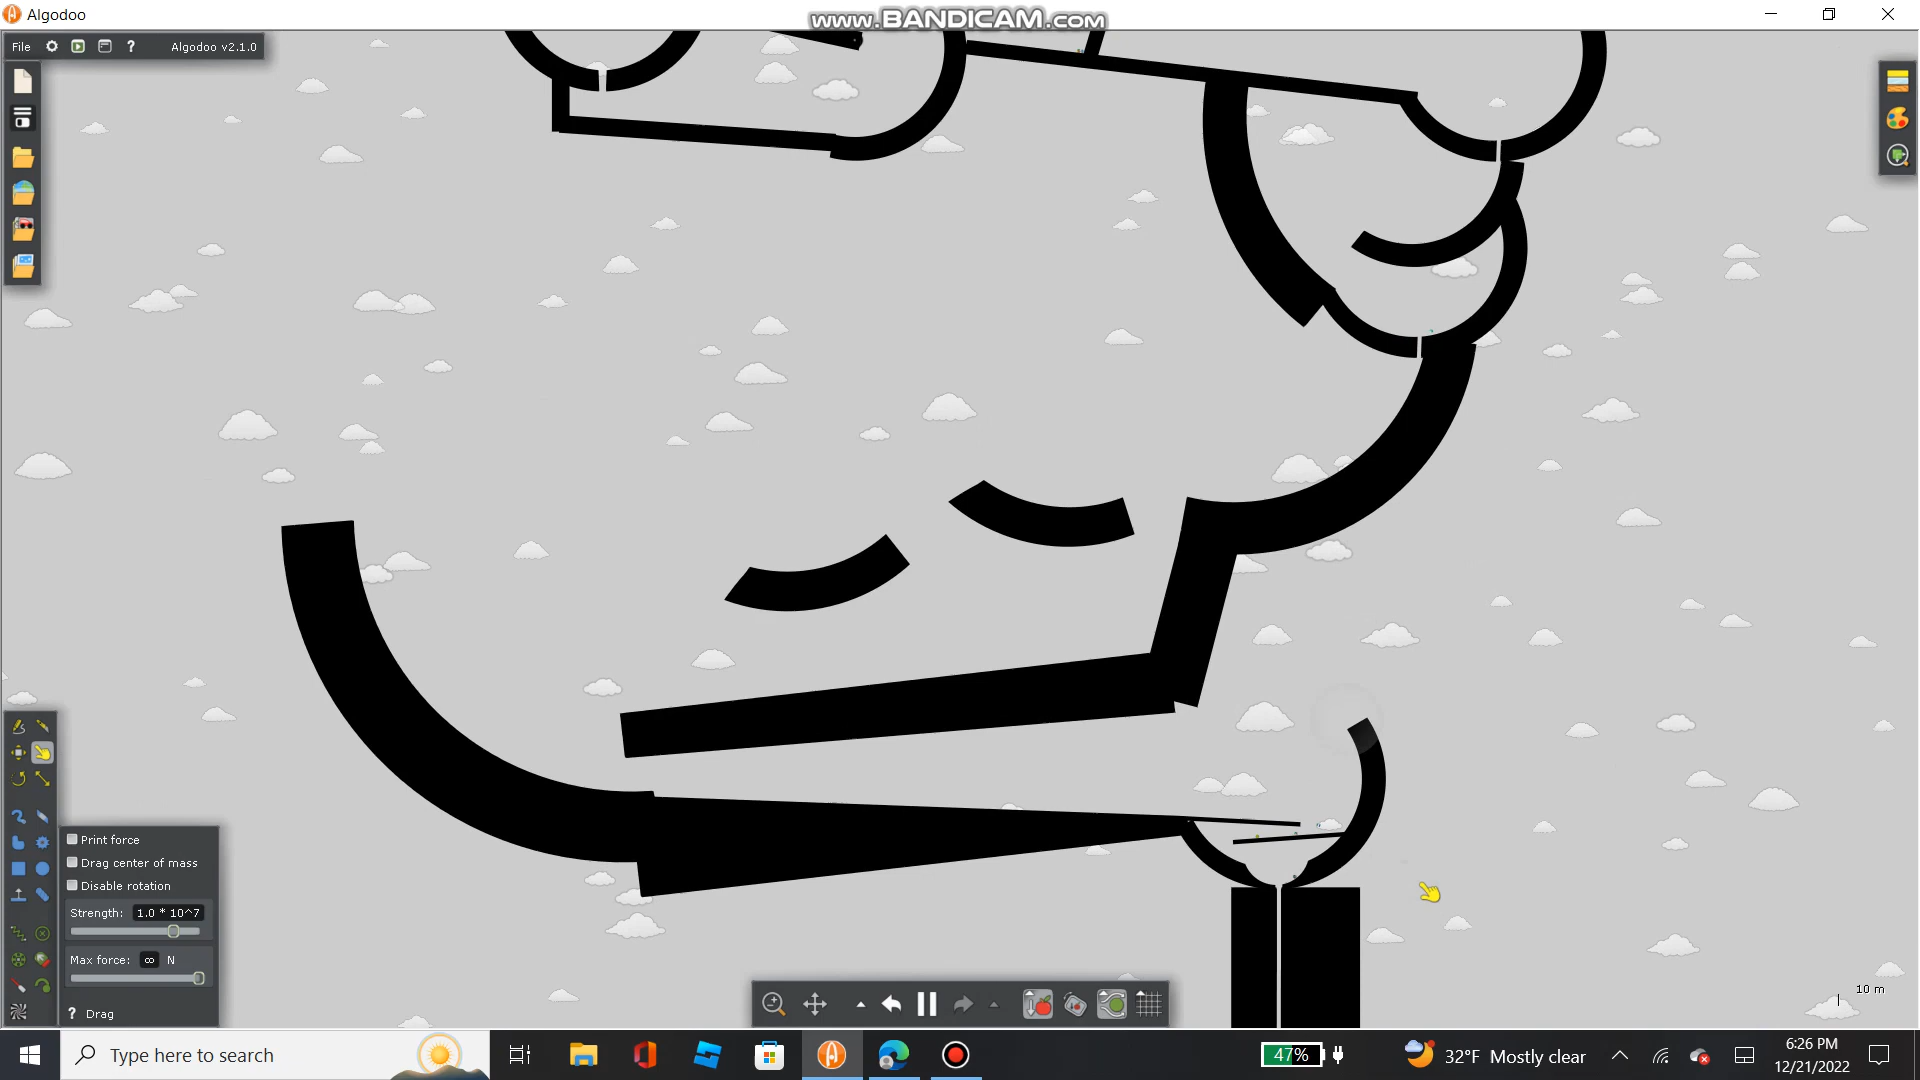 Algodoo
www.BANDICAM.com
File ? Algodoo v2.1.0
Print force
Drag center of mass
Disable rotation
Strength: 1.0 * 10^7
Max force: ∞ N
? Drag
10 m
Type here to search
47%
32°F Mostly clear
6:26 PM
12/21/2022